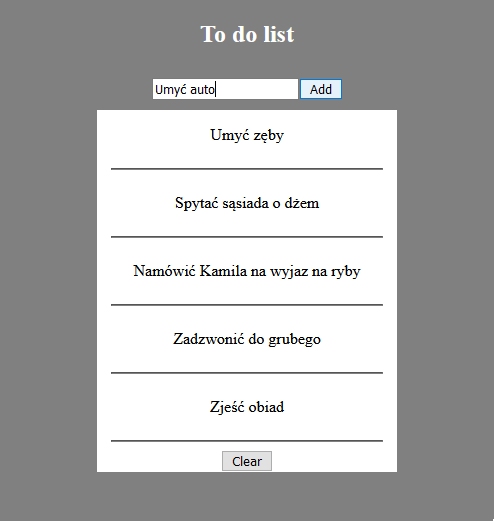 To do list
Umyć auto Add
Umyć zęby
Spytać sąsiada o dżem
Namówić Kamila na wyjaz na ryby
Zadzwonić do grubego
Zjeść obiad
Clear